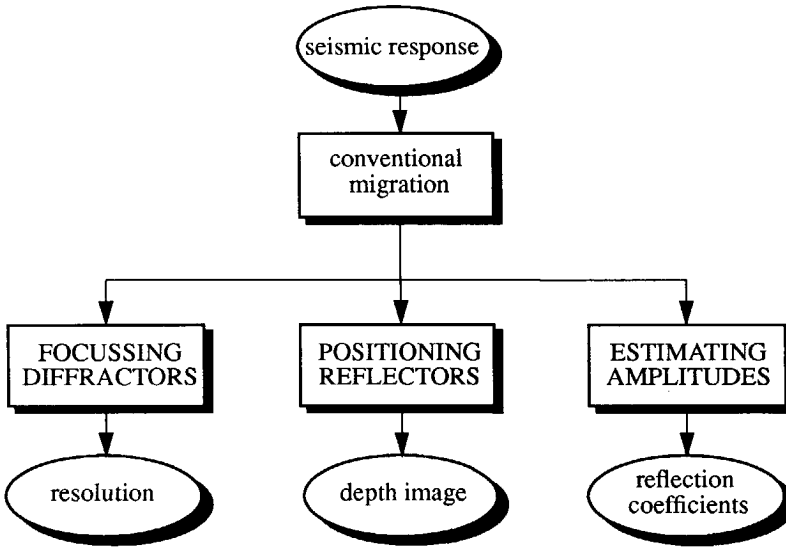 seismic response
conventional
migration
FOCUSSING
DIFFRACTORS
POSITIONING
REFLECTORS
ESTIMATING
AMPLITUDES
resolution
depth image
reflection
coefficients